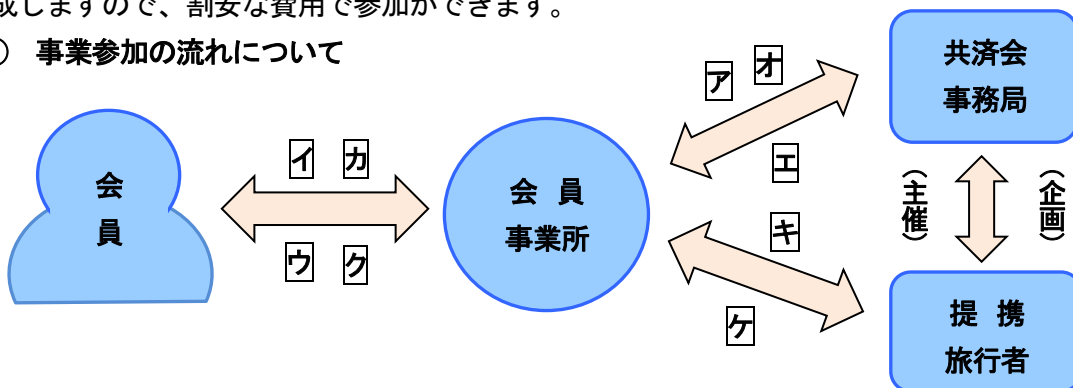 成しますので、割安な費用で参加ができます。
事業参加の流れについて
共済会
事務局
ア オ
エ
イ カ
会
員
会 員
事業所
ウ ク
（主催）
（企画）
キ
ケ
提 携
旅行者